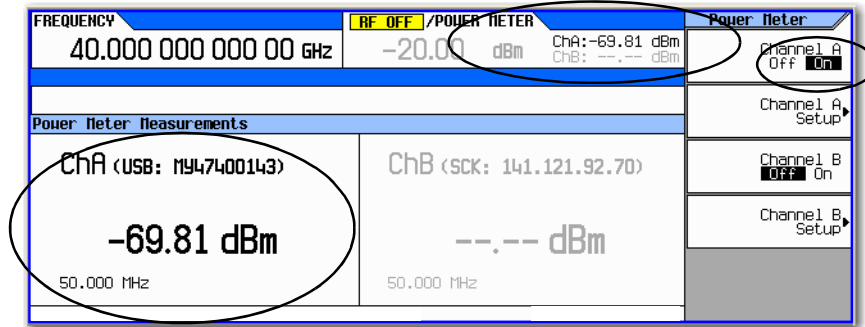 FREQUENCY
40.000 000 000 00 GHz
RF OFF /POWER METER
-20.00 dBm
ChA:-69.81 dBm
ChB: --.-- dBm
Power Meter Measurements
ChA (USB: MY47400143)
-69.81 dBm
50.000 MHz
ChB (SCK: 141.121.92.70)
--.-- dBm
50.000 MHz
Power Meter
Channel A
Off On
Channel A
Setup
Channel B
Off On
Channel B
Setup